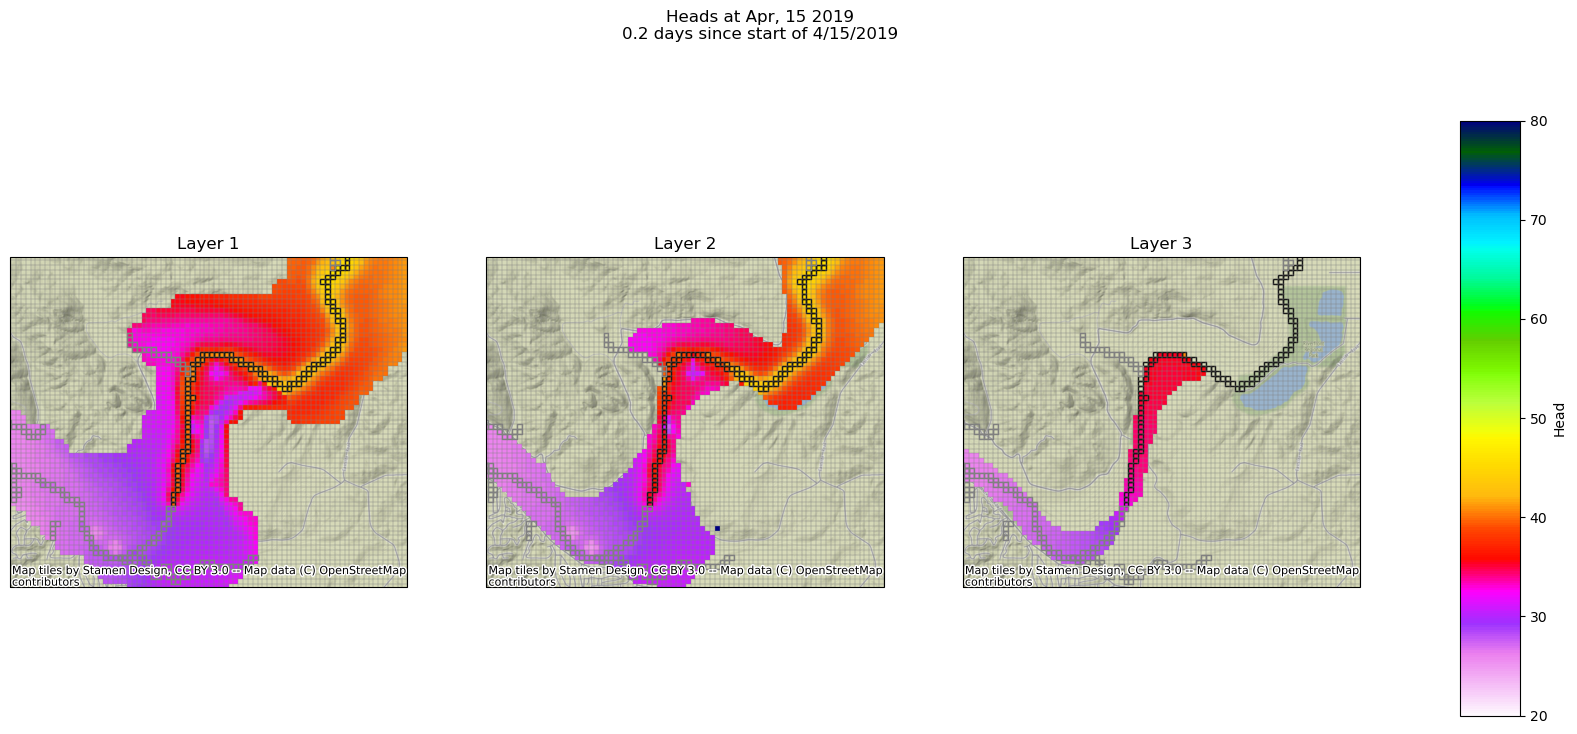 Heads at Apr, 15 2019
0.2 days since start of 4/15/2019
Layer 1
Layer 2
Layer 3
Map tiles by Stamen Design, CC BY 3.0 -- Map data (C) OpenStreetMap
contributors
Map tiles by Stamen Design, CC BY 3.0 -- Map data (C) OpenStreetMap
contributors
Map tiles by Stamen Design, CC BY 3.0 -- Map data (C) OpenStreetMap
contributors
80
70
60
50
40
30
20
Head